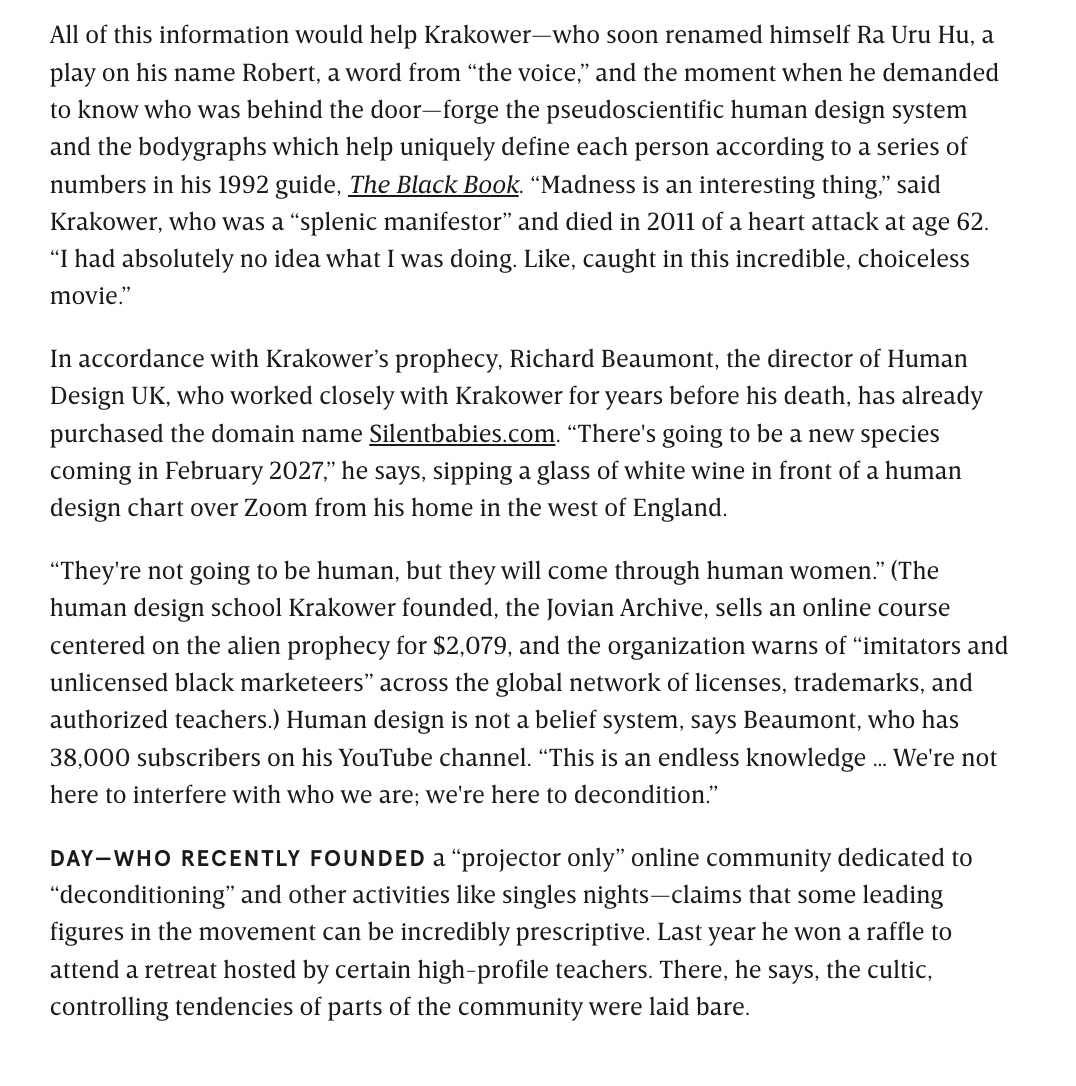 All of this information would help Krakower—who soon renamed himself Ra Uru Hu, a
play on his name Robert, a word from “the voice,” and the moment when he demanded
to know who was behind the door—forge the pseudoscientific human design system
and the bodygraphs which help uniquely define each person according to a series of
numbers in his 1992 guide, The Black Book. “Madness is an interesting thing,” said
Krakower, who was a “splenic manifestor” and died in 2011 of a heart attack at age 62.
“I had absolutely no idea what I was doing. Like, caught in this incredible, choiceless
movie.”
In accordance with Krakower’s prophecy, Richard Beaumont, the director of Human
Design UK, who worked closely with Krakower for years before his death, has already
purchased the domain name Silentbabies.com. “There's going to be a new species
coming in February 2027,” he says, sipping a glass of white wine in front of a human
design chart over Zoom from his home in the west of England.
“They're not going to be human, but they will come through human women.” (The
human design school Krakower founded, the Jovian Archive, sells an online course
centered on the alien prophecy for $2,079, and the organization warns of “imitators and
unlicensed black marketeers” across the global network of licenses, trademarks, and
authorized teachers.) Human design is not a belief system, says Beaumont, who has
38,000 subscribers on his YouTube channel. “This is an endless knowledge … We're not
here to interfere with who we are; we're here to decondition.”
DAY—WHO RECENTLY FOUNDED a “projector only” online community dedicated to
“deconditioning” and other activities like singles nights—claims that some leading
figures in the movement can be incredibly prescriptive. Last year he won a raffle to
attend a retreat hosted by certain high-profile teachers. There, he says, the cultic,
controlling tendencies of parts of the community were laid bare.